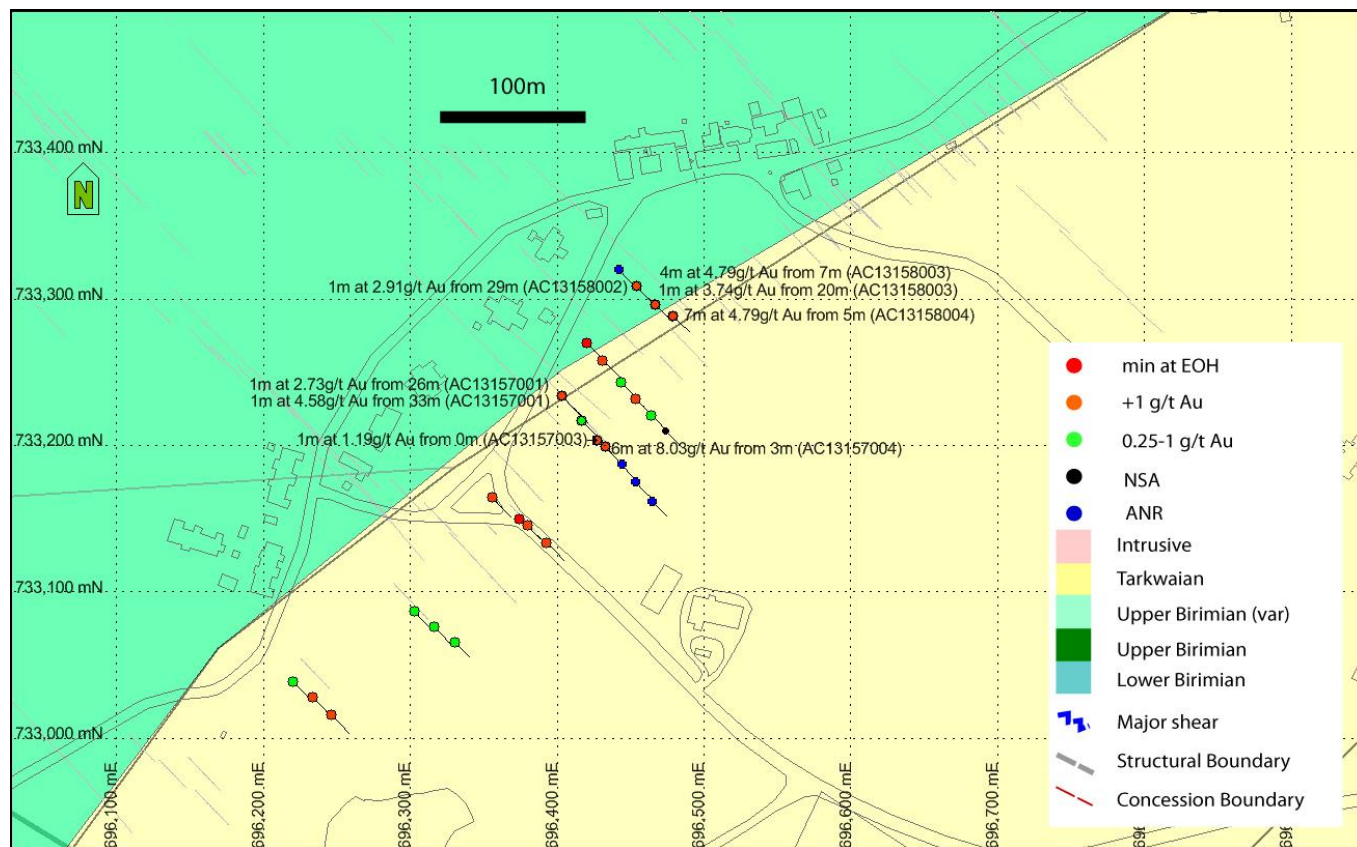 100m
733,400 mN
N
4m at 4.79g/t Au from 7m (AC13158003)
1m at 2.91g/t Au from 29m (AC13158002)
1m at 3.74g/t Au from 20m (AC13158003)
733,300 mN
7m at 4.79g/t Au from 5m (AC13158004)
1m at 2.73g/t Au from 26m (AC13157001)
1m at 4.58g/t Au from 33m (AC13157001)
1m at 1.19g/t Au from 0m (AC13157003)
6m at 8.03g/t Au from 3m (AC13157004)
733,200 mN
733,100 mN
733,000 mN
696,100 mE
696,200 mE
696,300 mE
696,400 mE
696,500 mE
696,600 mE
696,700 mE
min at EOH
+1 g/t Au
0.25-1 g/t Au
NSA
ANR
Intrusive
Tarkwaian
Upper Birimian (var)
Upper Birimian
Lower Birimian
Major shear
Structural Boundary
Concession Boundary